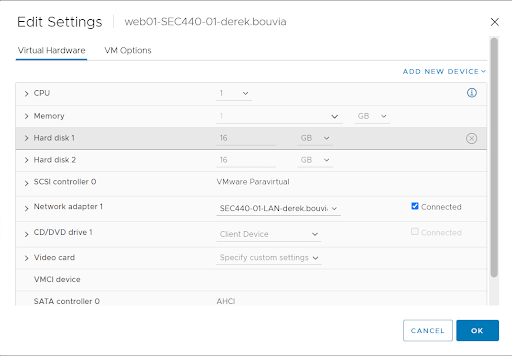 Edit Settings | web01-SEC440-01-derek.bouvia
Virtual Hardware VM Options
ADD NEW DEVICE
CPU 1
Memory 1 GB
Hard disk 1 16 GB
Hard disk 2 16 GB
SCSI controller 0 VMware Paravirtual
Network adapter 1 SEC440-01-LAN-derek.bouvi Connected
CD/DVD drive 1 Client Device Connected
Video card Specify custom settings
VMCI device
SATA controller 0 AHCI
CANCEL OK